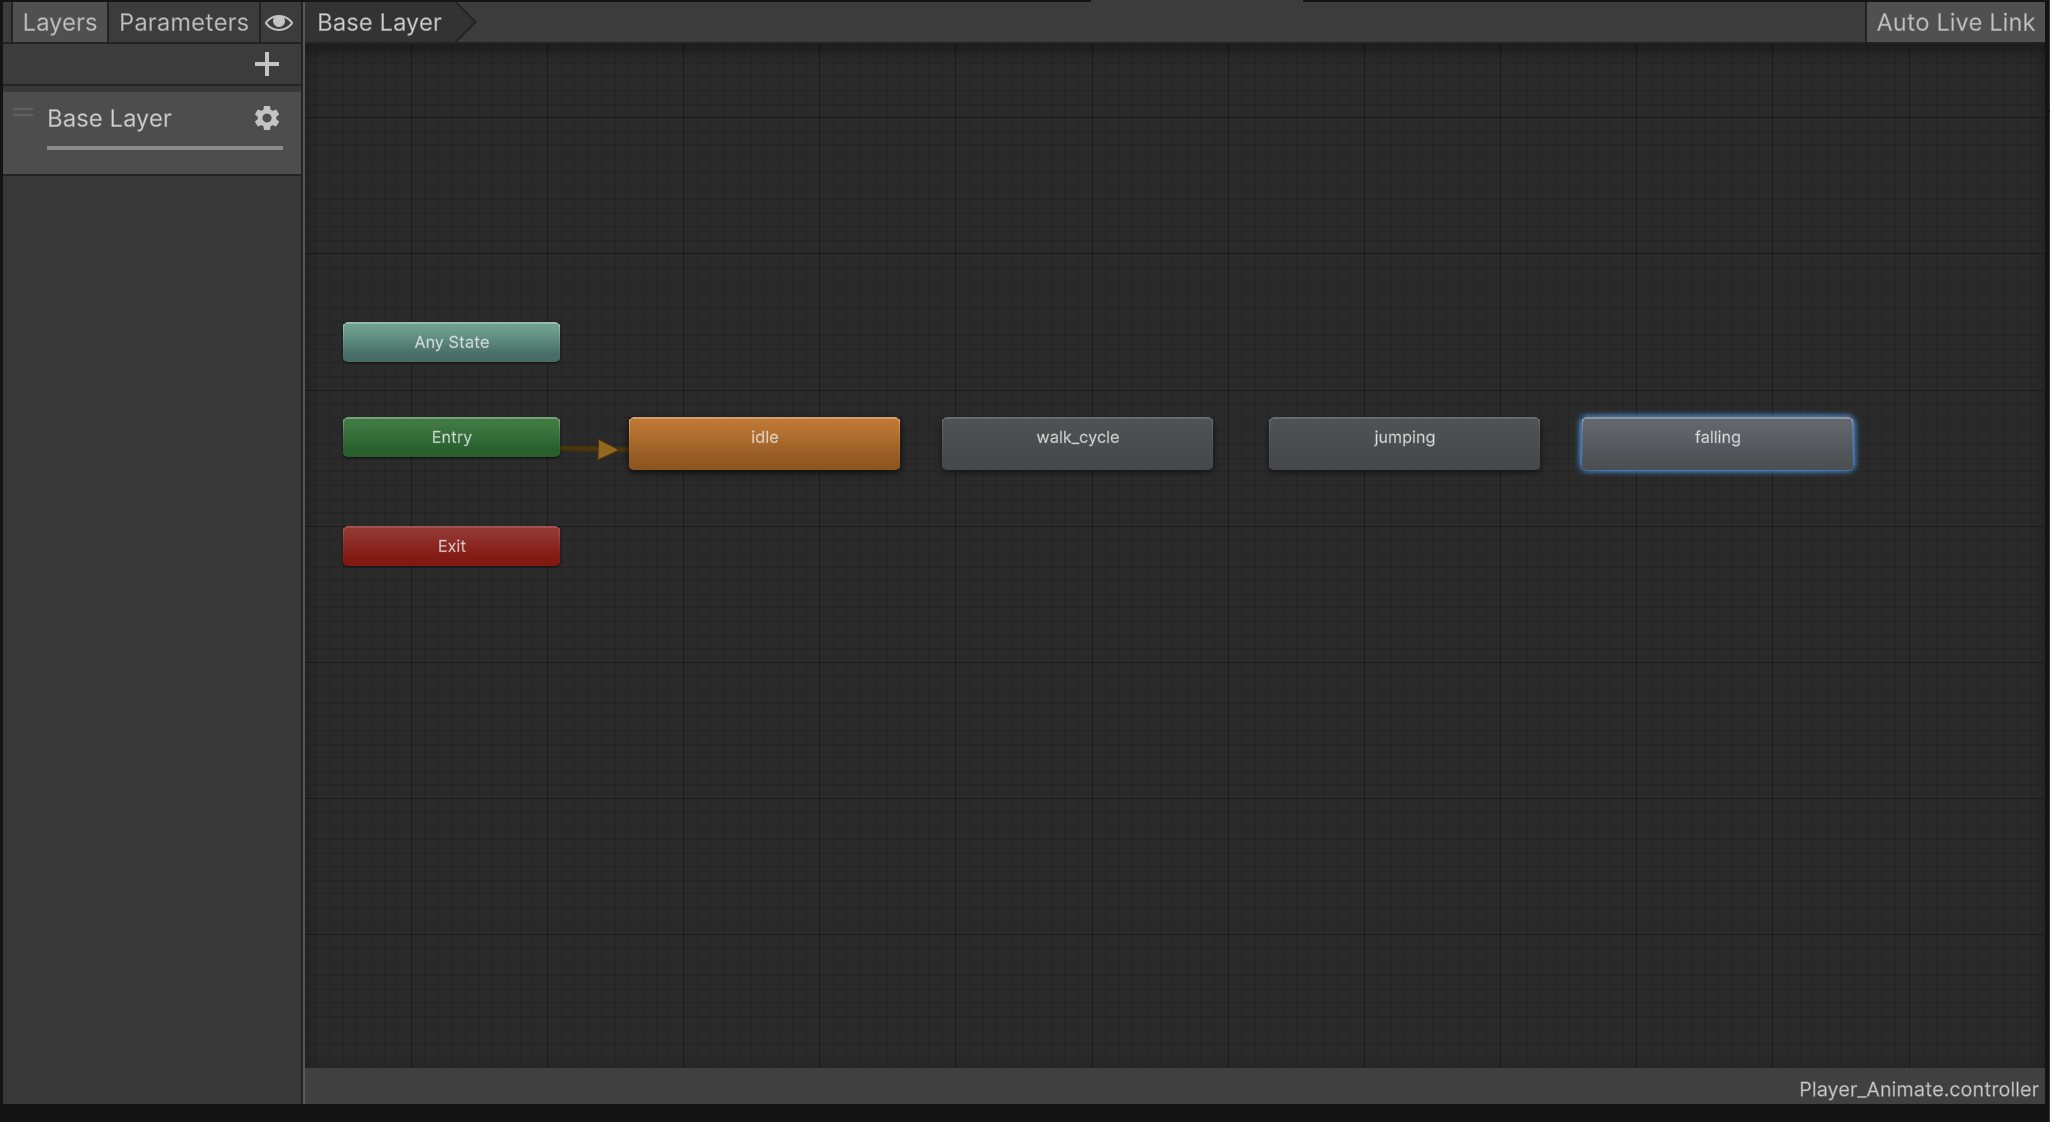 Layers Parameters Base Layer Auto Live Link
Base Layer
Any State
Entry idle walk_cycle jumping falling
Exit
Player_Animate.controller